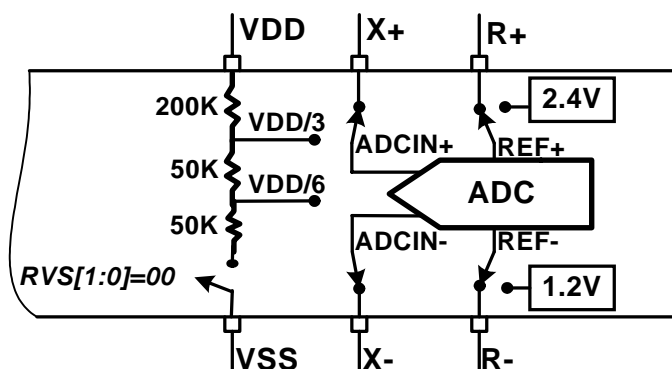 VDD X+ R+
200K
VDD/3
2.4V
ADCIN+
REF+
50K
VDD/6
ADC
50K
ADCIN-
REF-
RVS[1:0]=00
1.2V
VSS X- R-